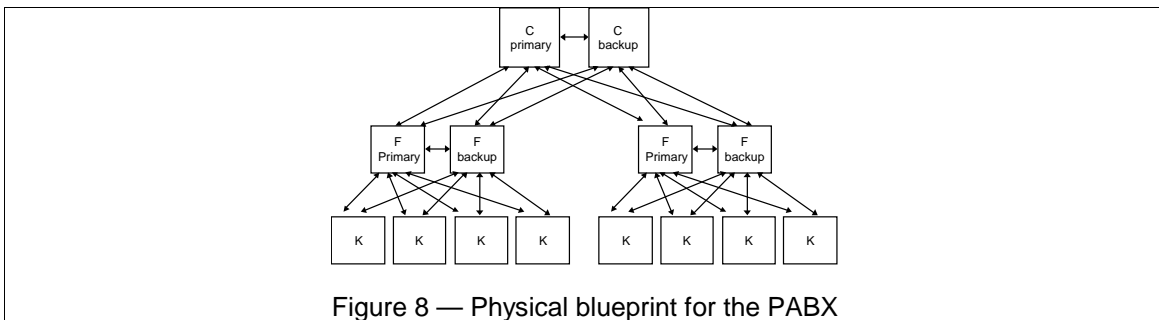 C
primary
C
backup
F
Primary
F
backup
F
Primary
F
backup
K
K
K
K
K
K
K
K
Figure 8 — Physical blueprint for the PABX